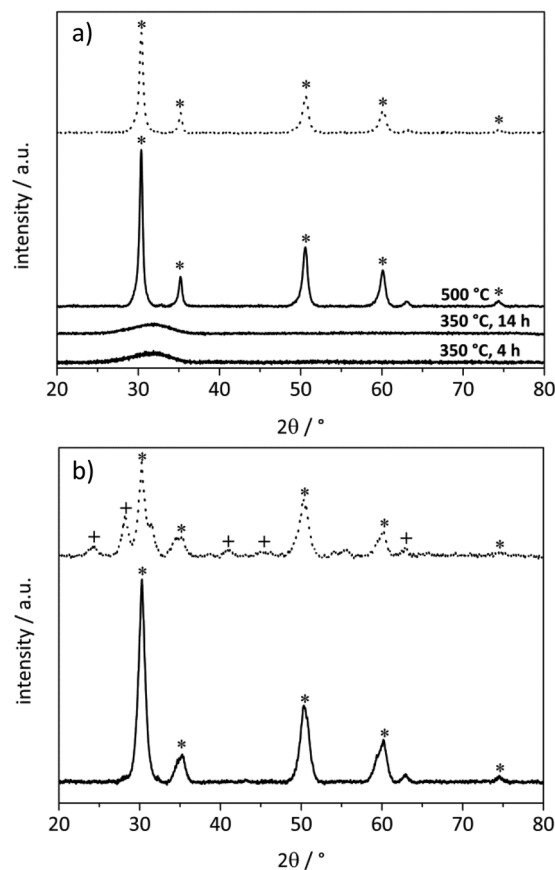 a)
*
*
*
*
*
*
*
*
*
*
500 °C
350 °C, 14 h
350 °C, 4 h
intensity / a.u.
20 30 40 50 60 70 80
2θ / °
b)
*
+
+
*
+
+
*
*
+
*
*
*
*
*
*
intensity / a.u.
20 30 40 50 60 70 80
2θ / °